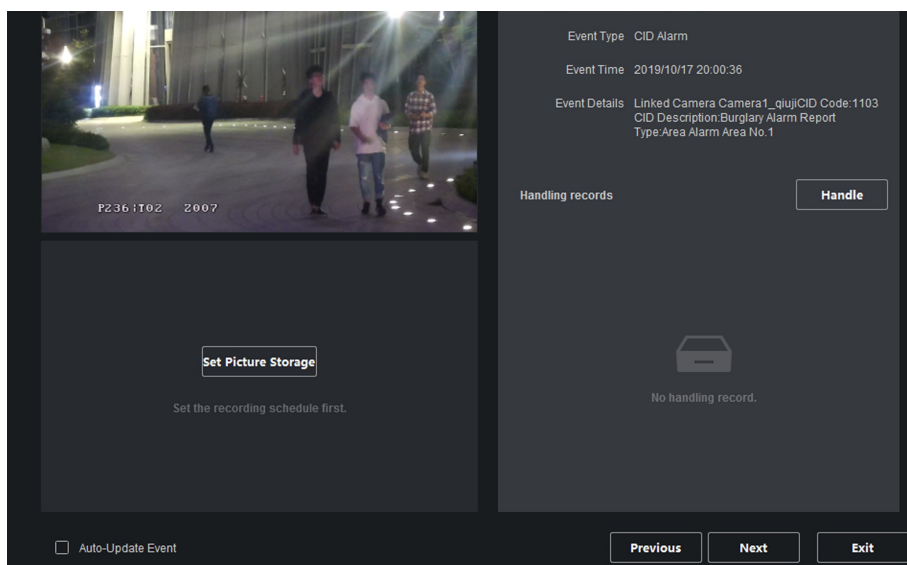 P236:T02 2007
Set Picture Storage
Set the recording schedule first.
Event Type CID Alarm
Event Time 2019/10/17 20:00:36
Event Details Linked Camera Camera1_qiujiCID Code:1103
CID Description:Burglary Alarm Report
Type:Area Alarm Area No.1
Handling records Handle
No handling record.
Auto-Update Event Previous Next Exit